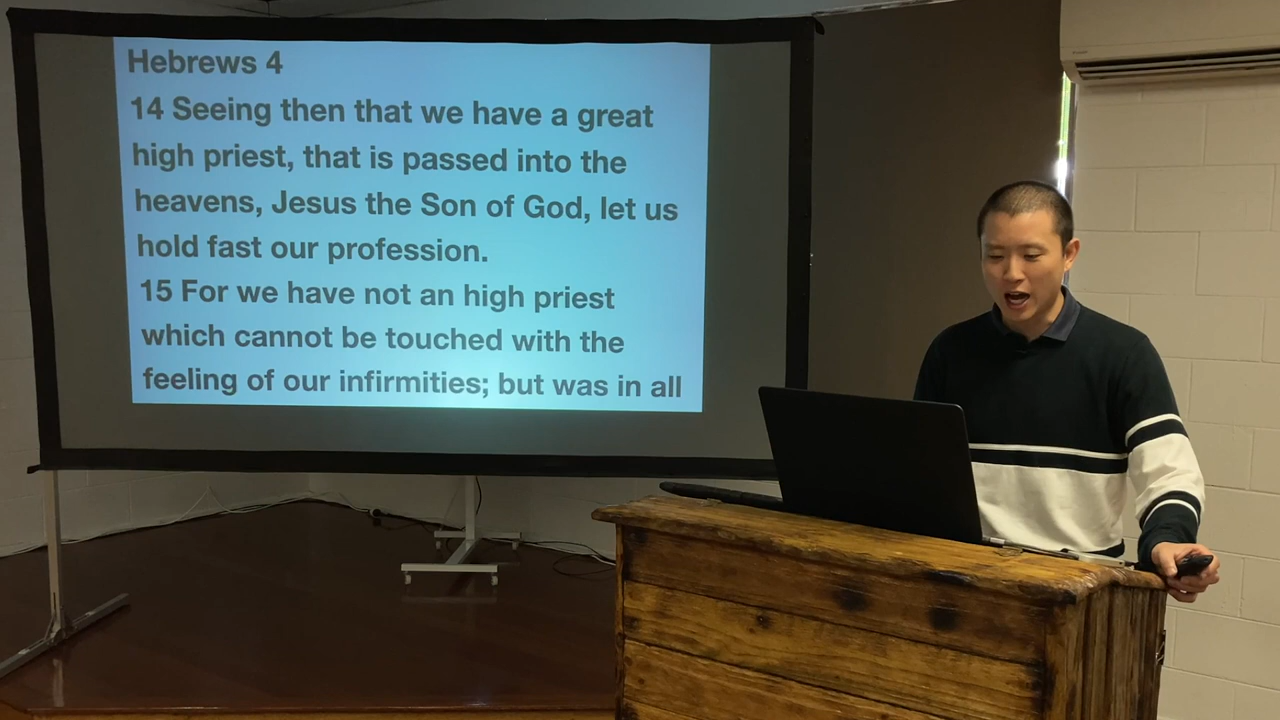 Hebrews 4
14 Seeing then that we have a great
high priest, that is passed into the
heavens, Jesus the Son of God, let us
hold fast our profession.
15 For we have not an high priest
which cannot be touched with the
feeling of our infirmities; but was in all